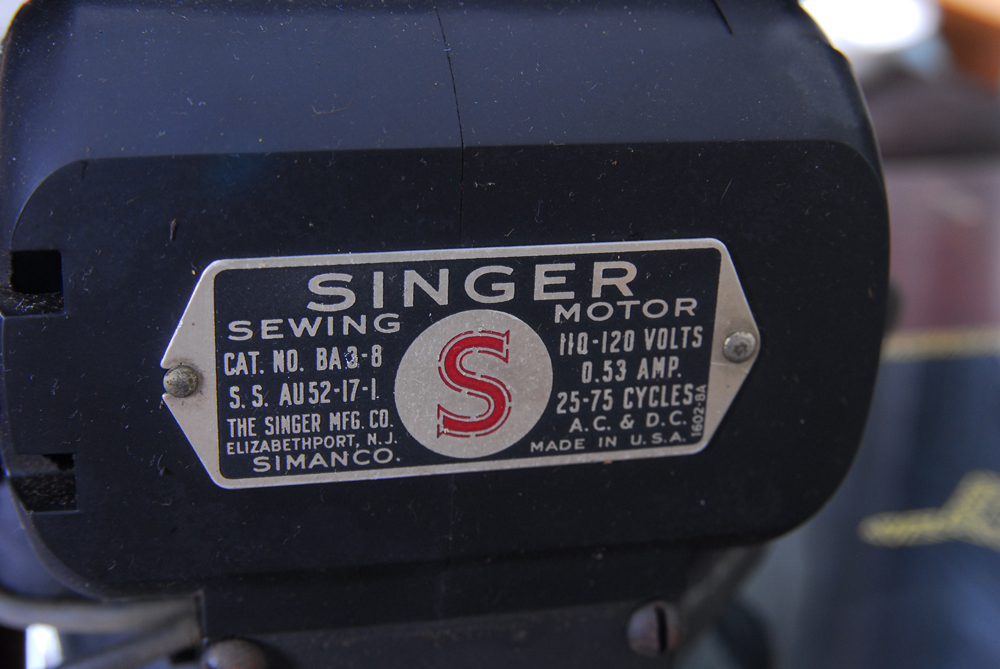 SINGER
SEWING MOTOR
CAT. NO. BA3-8
S.S. AU52-17-1.
THE SINGER MFG. CO.
ELIZABETHPORT, N.J.
SIMANCO.
S
110-120 VOLTS
0.53 AMP.
25-75 CYCLES
A.C. & D.C.
MADE IN U.S.A.
1602-8A